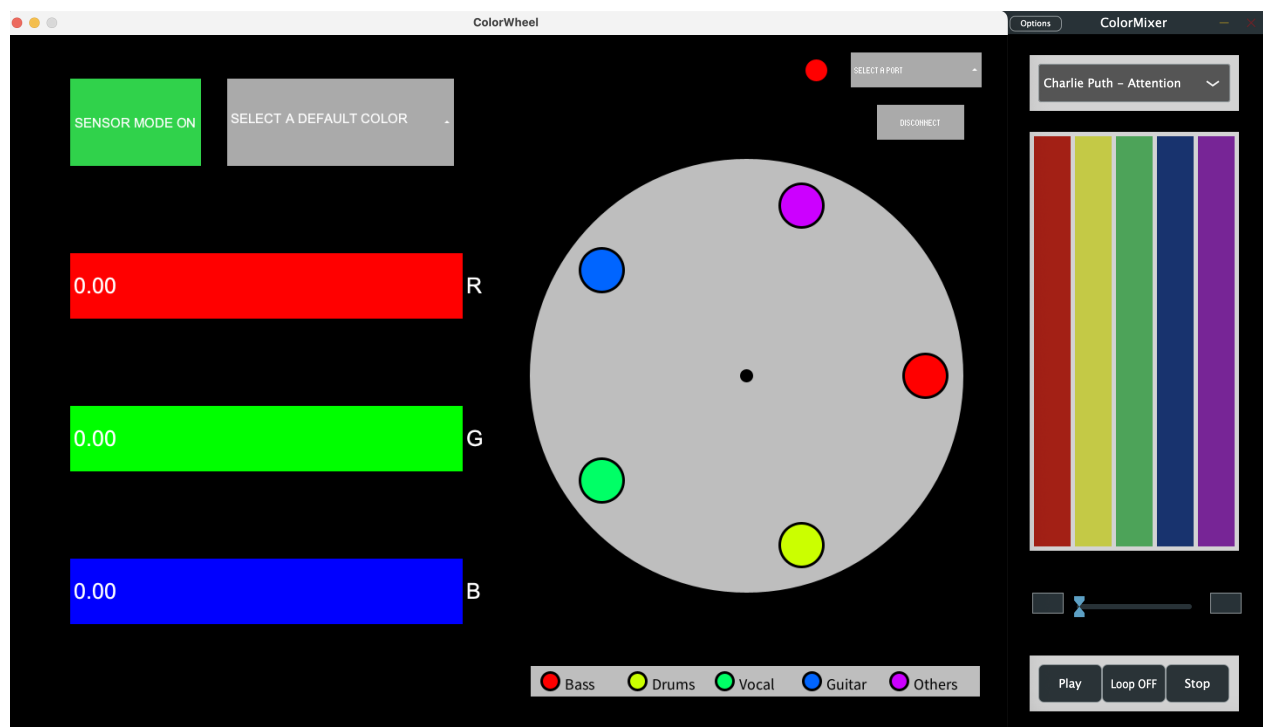 ColorWheel
SENSOR MODE ON
SELECT A DEFAULT COLOR
SELECT A PORT
DISCONNECT
0.00 R
0.00 G
0.00 B
Bass Drums Vocal Guitar Others
Options ColorMixer
Charlie Puth – Attention
Play Loop OFF Stop